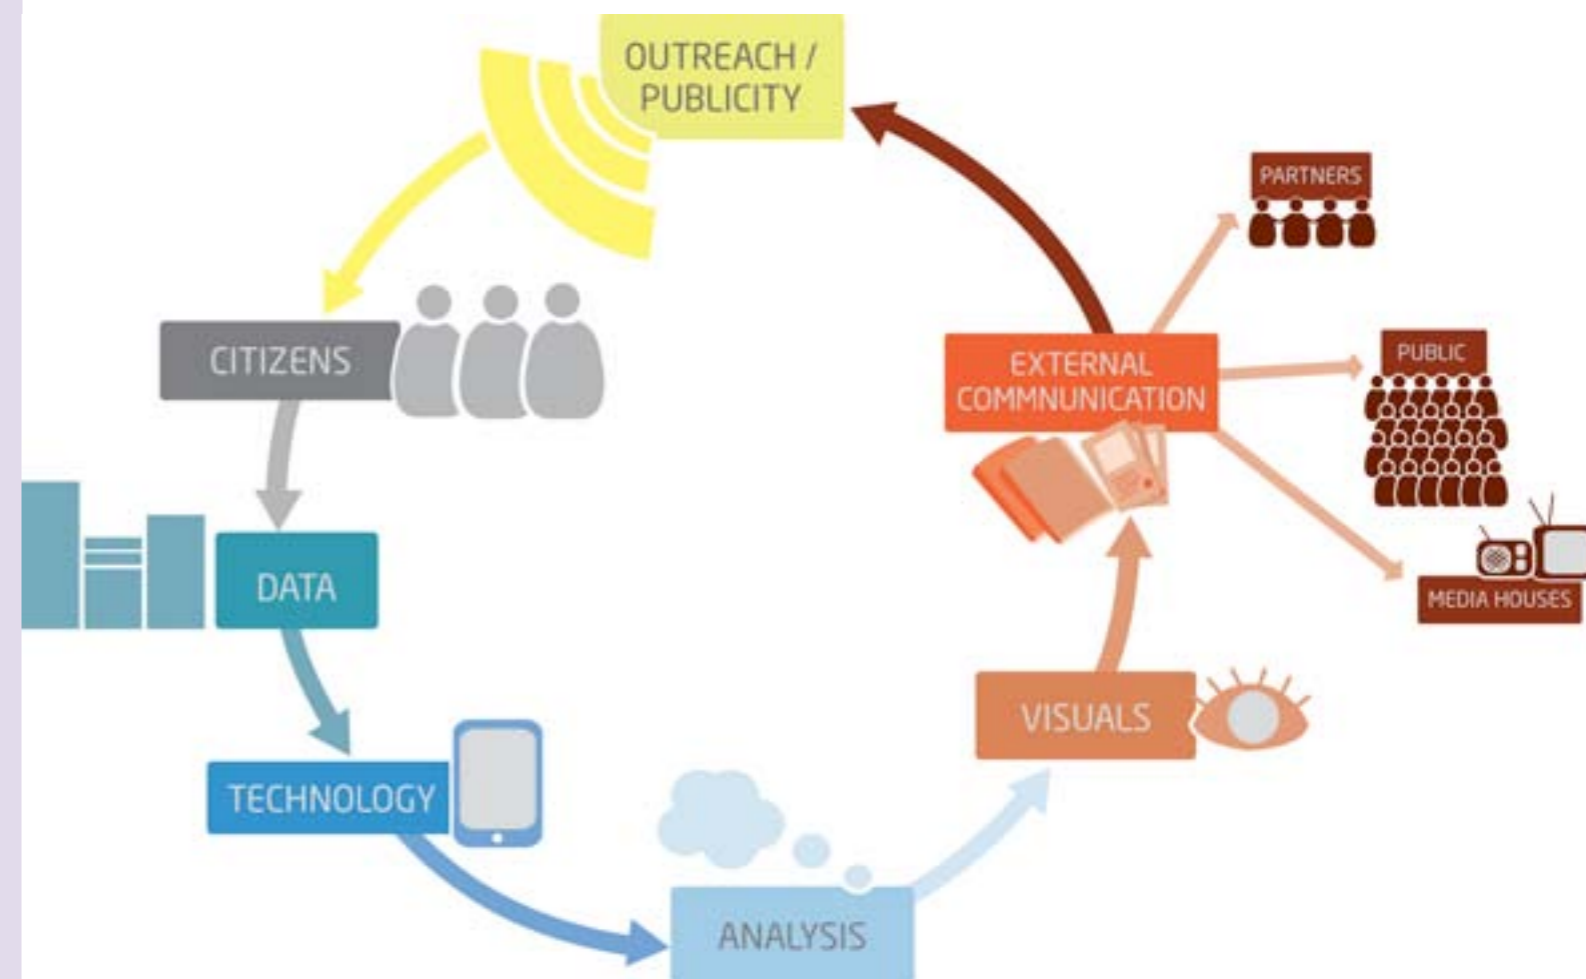 OUTREACH /
PUBLICITY
PARTNERS
CITIZENS
EXTERNAL
COMMNUNICATION
PUBLIC
DATA
MEDIA HOUSES
VISUALS
TECHNOLOGY
ANALYSIS